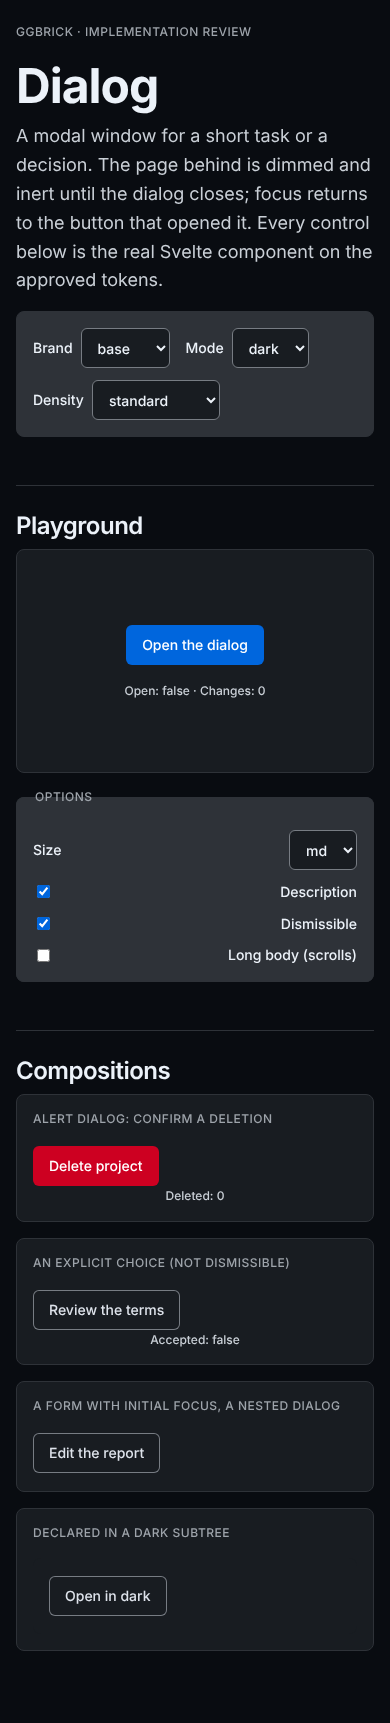 GGBRICK · IMPLEMENTATION REVIEW
Dialog
A modal window for a short task or a
decision. The page behind is dimmed and
inert until the dialog closes; focus returns
to the button that opened it. Every control
below is the real Svelte component on the
approved tokens.
Brand base Mode dark
Density standard
Playground
Open the dialog
Open: false · Changes: 0
OPTIONS
Size md
Description
Dismissible
Long body (scrolls)
Compositions
ALERT DIALOG: CONFIRM A DELETION
Delete project
Deleted: 0
AN EXPLICIT CHOICE (NOT DISMISSIBLE)
Review the terms
Accepted: false
A FORM WITH INITIAL FOCUS, A NESTED DIALOG
Edit the report
DECLARED IN A DARK SUBTREE
Open in dark